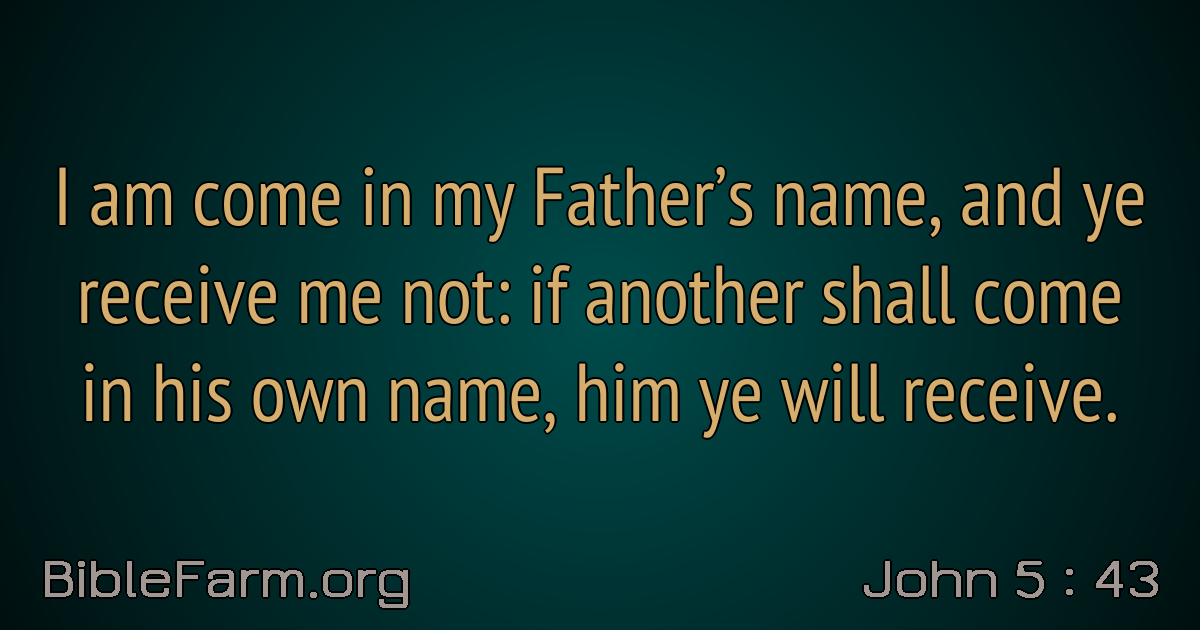 I am come in my Father’s name, and ye
receive me not: if another shall come
in his own name, him ye will receive.
BibleFarm.org
John 5 : 43